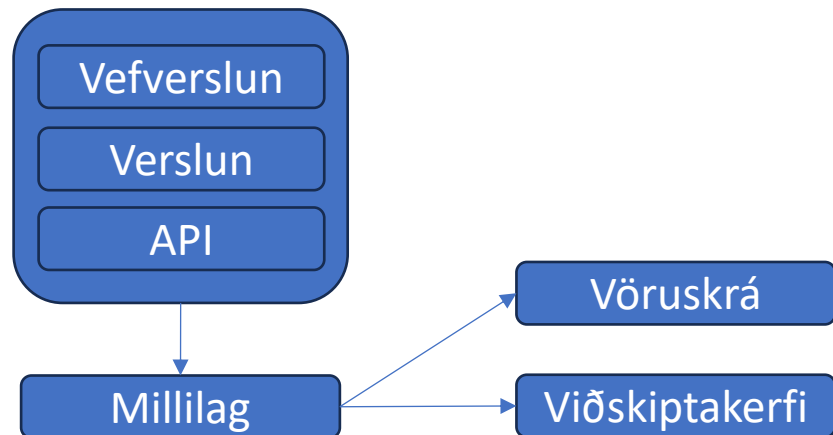 Vefverslun
Verslun
API
Vöruskrá
Millilag
Viðskiptakerfi